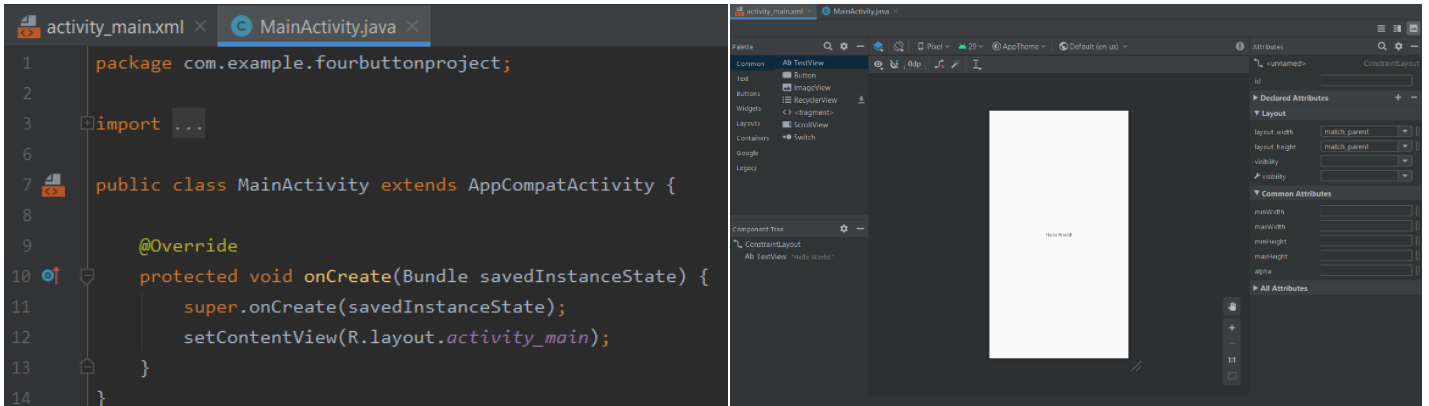 activity_main.xml × MainActivity.java ×
1 package com.example.fourbuttonproject;
2
3 import ...
6
7 public class MainActivity extends AppCompatActivity {
8
9 @Override
10 protected void onCreate(Bundle savedInstanceState) {
11 super.onCreate(savedInstanceState);
12 setContentView(R.layout.activity_main);
13 }
14 }
activity_main.xml × MainActivity.java ×
Palette
Pixel 29 AppTheme Default (en-us)
Attributes
Common
Text
Buttons
Widgets
Layouts
Containers
Google
Legacy
Ab TextView
Button
ImageView
RecyclerView
<fragment>
ScrollView
Switch
0dp
Hello World!
Component Tree
ConstraintLayout
Ab TextView "Hello World!"
1:1
<unnamed> ConstraintLayout
id
Declared Attributes
Layout
layout_width match_parent
layout_height match_parent
visibility
visibility
Common Attributes
minWidth
maxWidth
minHeight
maxHeight
alpha
All Attributes